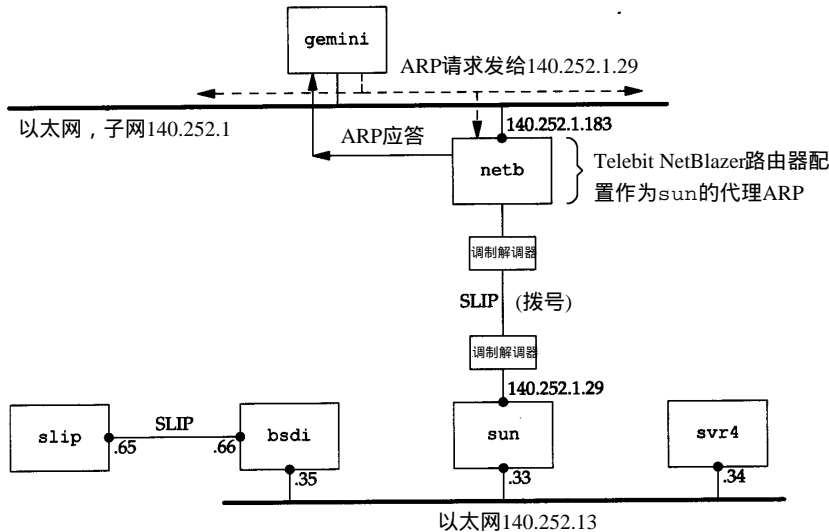 gemini
ARP请求发给140.252.1.29
以太网，子网140.252.1
ARP应答
140.252.1.183
netb
Telebit NetBlazer路由器配
置作为sun的代理ARP
调制解调器
SLIP (拨号)
调制解调器
140.252.1.29
slip
SLIP
bsdi
sun
svr4
.65
.66
.35
.33
.34
以太网140.252.13